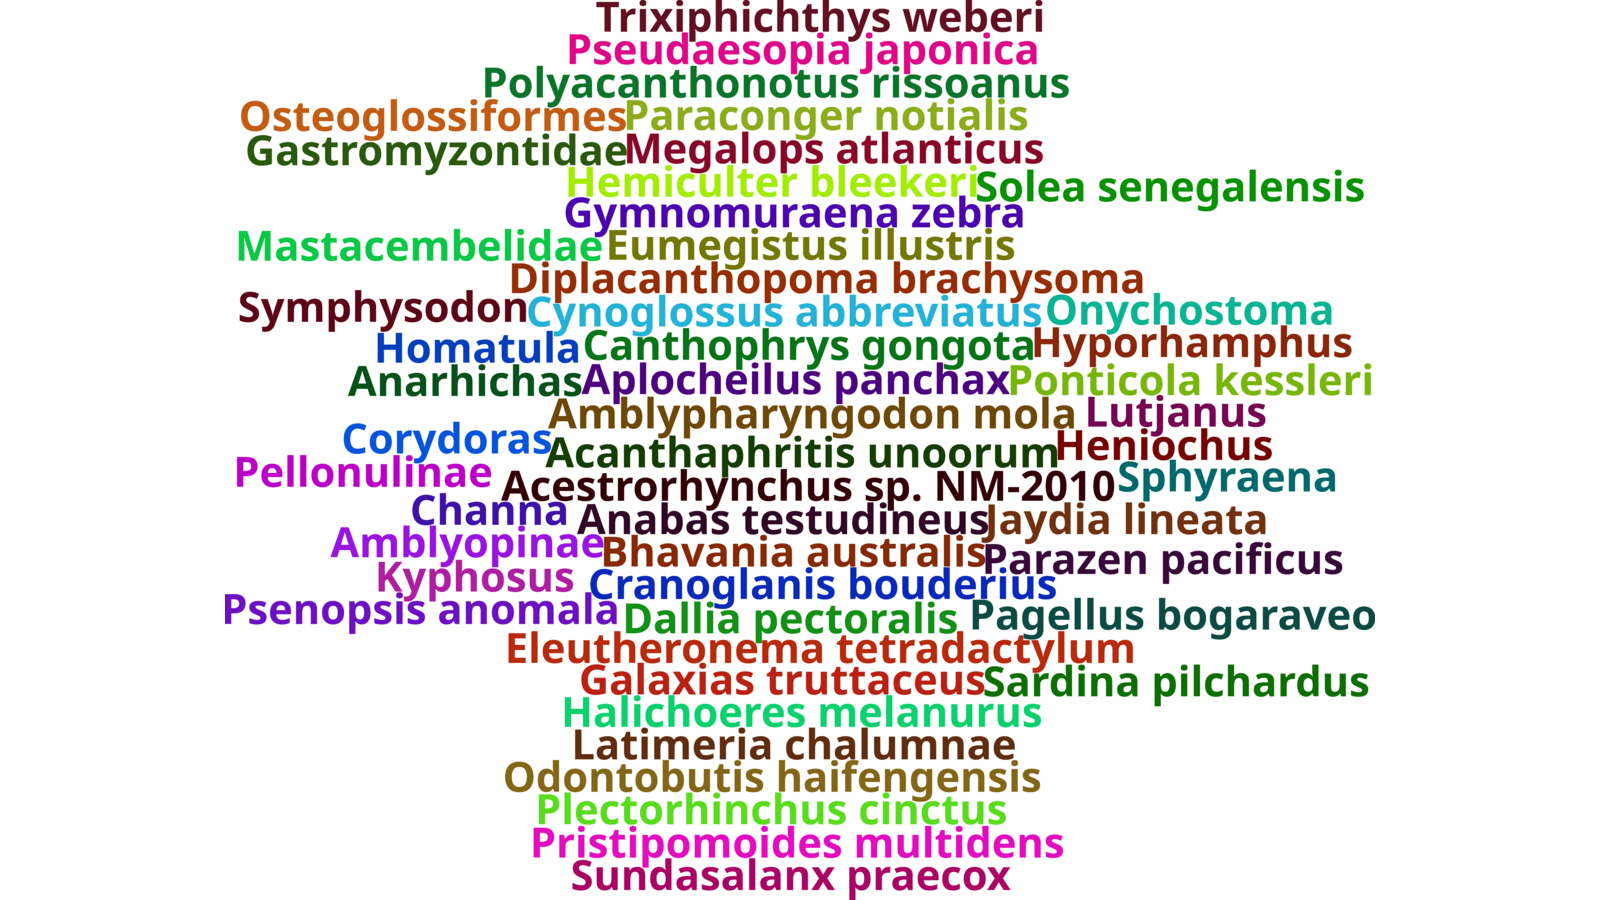 Trixiphichthys weberi
Pseudaesopia japonica
Polyacanthonotus rissoanus
Osteoglossiformes Paraconger notialis
Gastromyzontidae Megalops atlanticus
Hemiculter bleekeri Solea senegalensis
Gymnomuraena zebra
Mastacembelidae Eumegistus illustris
Diplacanthopoma brachysoma
Symphysodon Cynoglossus abbreviatus Onychostoma
Homatula Canthophrys gongota Hyporhamphus
Anarhichas Aplocheilus panchax Ponticola kessleri
Amblypharyngodon mola Lutjanus
Corydoras Acanthaphritis unoorum Heniochus
Pellonulinae Acestrorhynchus sp. NM-2010 Sphyraena
Channa Anabas testudineus Jaydia lineata
Amblyopinae Bhavania australis Parazen pacificus
Kyphosus Cranoglanis bouderius
Psenopsis anomala Dallia pectoralis Pagellus bogaraveo
Eleutheronema tetradactylum
Galaxias truttaceus Sardina pilchardus
Halichoeres melanurus
Latimeria chalumnae
Odontobutis haifengensis
Plectorhinchus cinctus
Pristipomoides multidens
Sundasalanx praecox